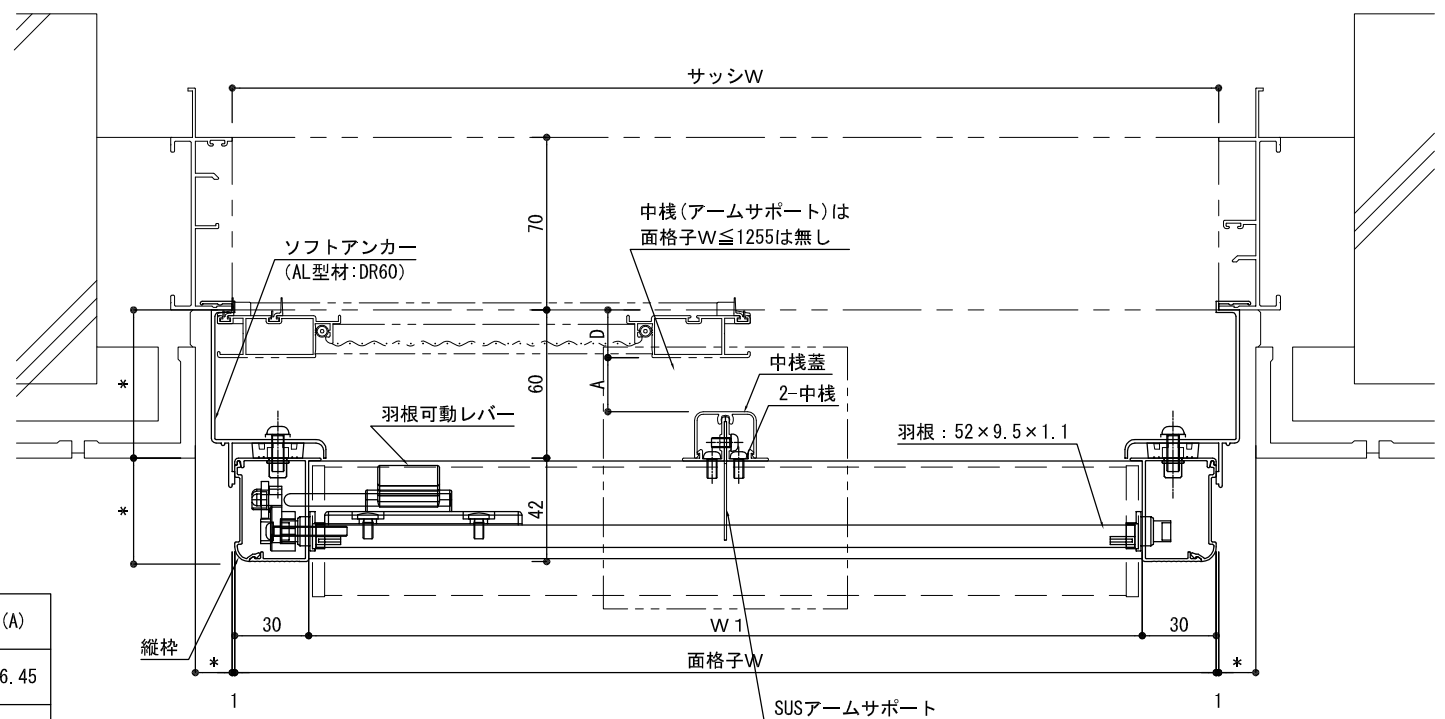 サッシW
70
中桟(アームサポート)は
面格子W≦1255は無し
ソフトアンカー
(AL型材:DR60)
D
*
60
A
中桟蓋
2-中桟
羽根可動レバー
羽根:52×9.5×1.1
*
42
(A)
6.45
30
W1
30
縦枠
*
面格子W
*
1
1
SUSアームサポート